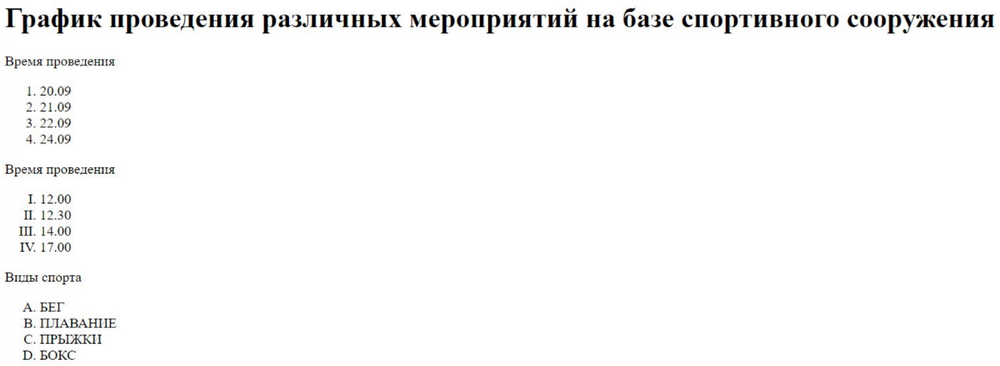 График проведения различных мероприятий на базе спортивного сооружения
Время проведения
1. 20.09
2. 21.09
3. 22.09
4. 24.09
Время проведения
I. 12.00
II. 12.30
III. 14.00
IV. 17.00
Виды спорта
A. БЕГ
B. ПЛАВАНИЕ
C. ПРЫЖКИ
D. БОКС